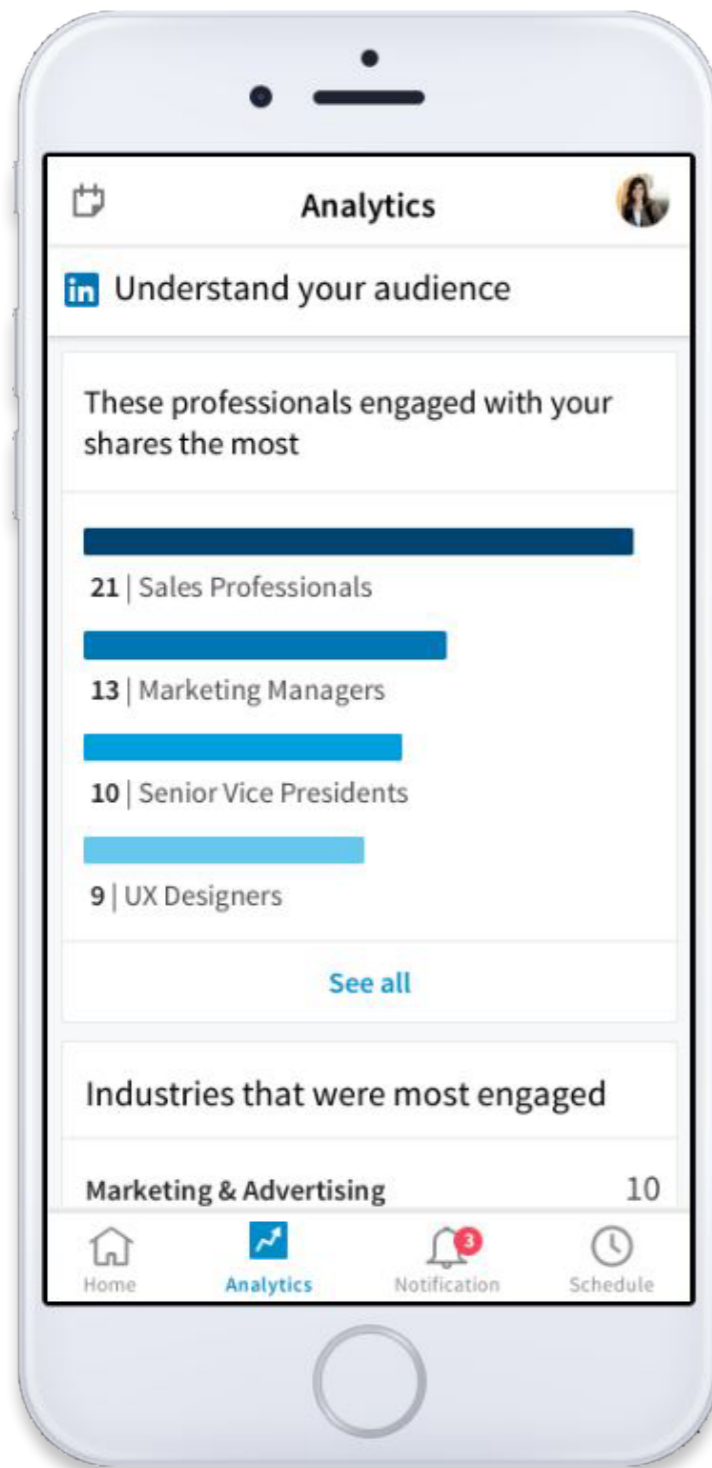 Analytics
in Understand your audience
These professionals engaged with your
shares the most
21 | Sales Professionals
13 | Marketing Managers
10 | Senior Vice Presidents
9 | UX Designers
See all
Industries that were most engaged
Marketing & Advertising 10
3
Home Analytics Notification Schedule